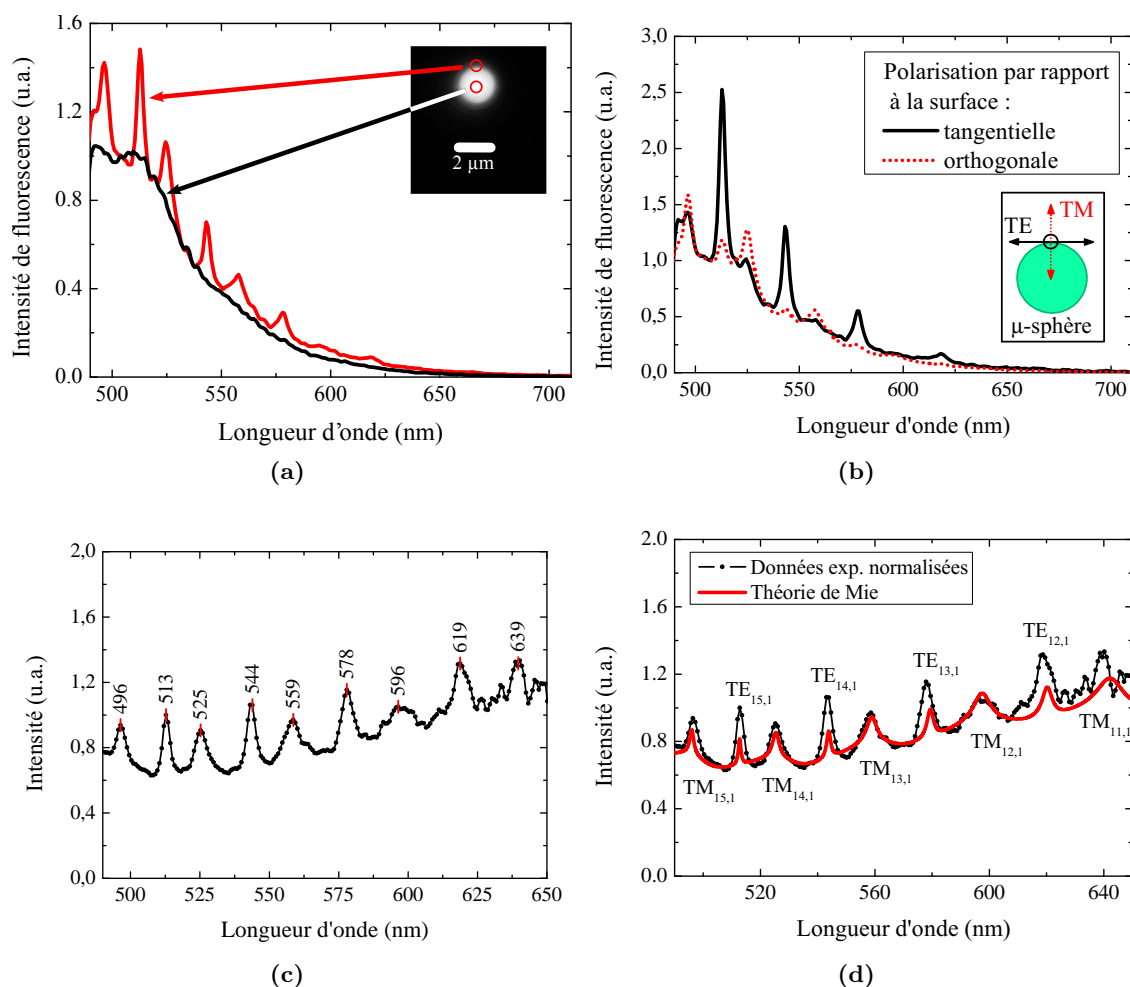 1.6
1.2
0.8
0.4
0.0
Intensité de fluorescence (u.a.)
2 µm
500
550
600
650
700
Longueur d'onde (nm)
(a)
3,0
2,5
2,0
1,5
1,0
0,5
0,0
Intensité de fluorescence (u.a.)
Polarisation par rapport
à la surface :
tangentielle
orthogonale
TM
TE
µ-sphère
500
550
600
650
700
Longueur d'onde (nm)
(b)
2,0
1,6
1,2
0,8
0,4
0,0
Intensité (u.a.)
496
513
525
544
559
578
596
619
639
500
525
550
575
600
625
650
Longueur d'onde (nm)
(c)
2,0
1,6
1,2
0.8
0.4
0.0
Intensité (u.a.)
Données exp. normalisées
Théorie de Mie
TM15,1
TE15,1
TM14,1
TE14,1
TM13,1
TE13,1
TM12,1
TE12,1
TM11,1
520
560
600
640
Longueur d'onde (nm)
(d)